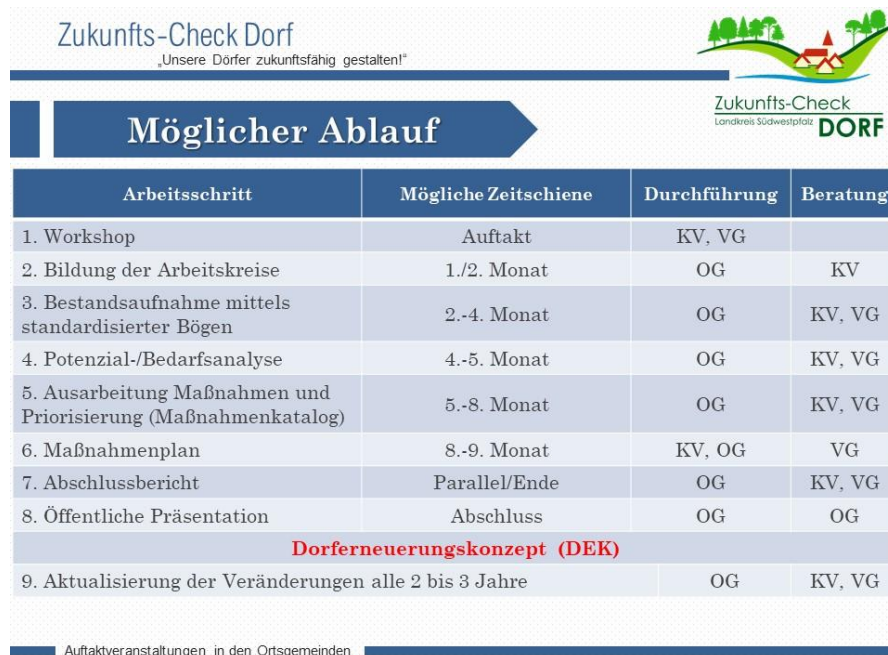 Zukunfts-Check Dorf
„Unsere Dörfer zukunftsfähig gestalten!“
Zukunfts-Check
Landkreis Südwestpfalz DORF
Möglicher Ablauf
Arbeitsschritt Mögliche Zeitschiene Durchführung Beratung
1. Workshop Auftakt KV, VG
2. Bildung der Arbeitskreise 1./2. Monat OG KV
3. Bestandsaufnahme mittels
standardisierter Bögen 2.-4. Monat OG KV, VG
4. Potenzial-/Bedarfsanalyse 4.-5. Monat OG KV, VG
5. Ausarbeitung Maßnahmen und
Priorisierung (Maßnahmenkatalog) 5.-8. Monat OG KV, VG
6. Maßnahmenplan 8.-9. Monat KV, OG VG
7. Abschlussbericht Parallel/Ende OG KV, VG
8. Öffentliche Präsentation Abschluss OG OG
Dorferneuerungskonzept (DEK)
9. Aktualisierung der Veränderungen alle 2 bis 3 Jahre OG KV, VG
Auftaktveranstaltungen in den Ortsgemeinden